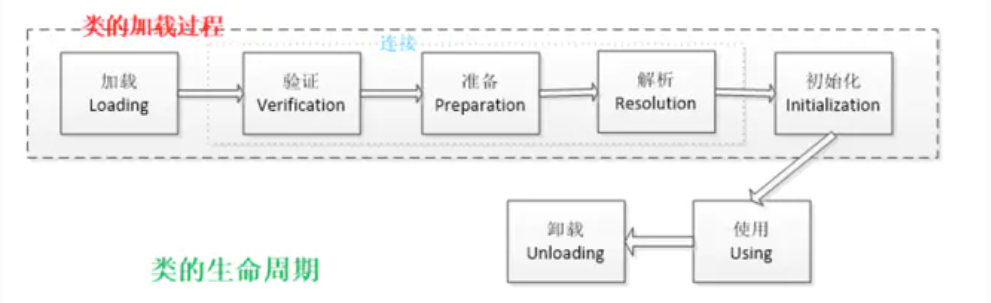 类的加载过程
连接
加载
Loading
验证
Verification
准备
Preparation
解析
Resolution
初始化
Initialization
卸载
Unloading
使用
Using
类的生命周期